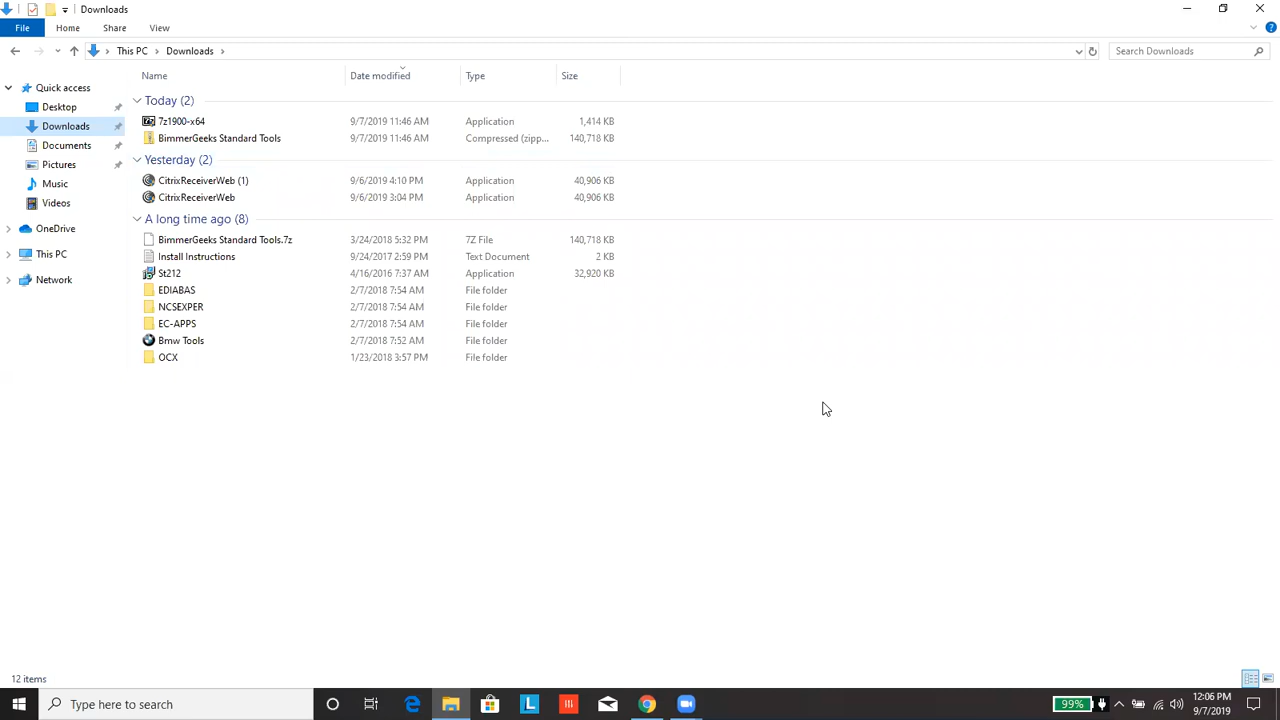 Downloads
File Home Share View
This PC Downloads Search Downloads
Name Date modified Type Size
Quick access
Desktop
Downloads
Documents
Pictures
Music
Videos
OneDrive
This PC
Network
Today (2)
7z1900-x64 9/7/2019 11:46 AM Application 1,414 KB
BimmerGeeks Standard Tools 9/7/2019 11:46 AM Compressed (zipp... 140,718 KB
Yesterday (2)
CitrixReceiverWeb (1) 9/6/2019 4:10 PM Application 40,906 KB
CitrixReceiverWeb 9/6/2019 3:04 PM Application 40,906 KB
A long time ago (8)
BimmerGeeks Standard Tools.7z 3/24/2018 5:32 PM 7Z File 140,718 KB
Install Instructions 9/24/2017 2:59 PM Text Document 2 KB
St212 4/16/2016 7:37 AM Application 32,920 KB
EDIABAS 2/7/2018 7:54 AM File folder
NCSEXPER 2/7/2018 7:54 AM File folder
EC-APPS 2/7/2018 7:54 AM File folder
Bmw Tools 2/7/2018 7:52 AM File folder
OCX 1/23/2018 3:57 PM File folder
12 items
Type here to search 99% 12:06 PM
9/7/2019